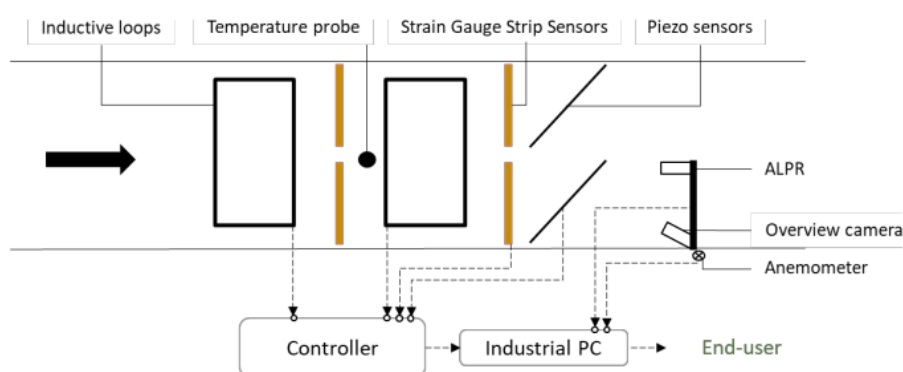 Inductive loops
Temperature probe
Strain Gauge Strip Sensors
Piezo sensors
ALPR
Overview camera
Anemometer
Controller
Industrial PC
End-user